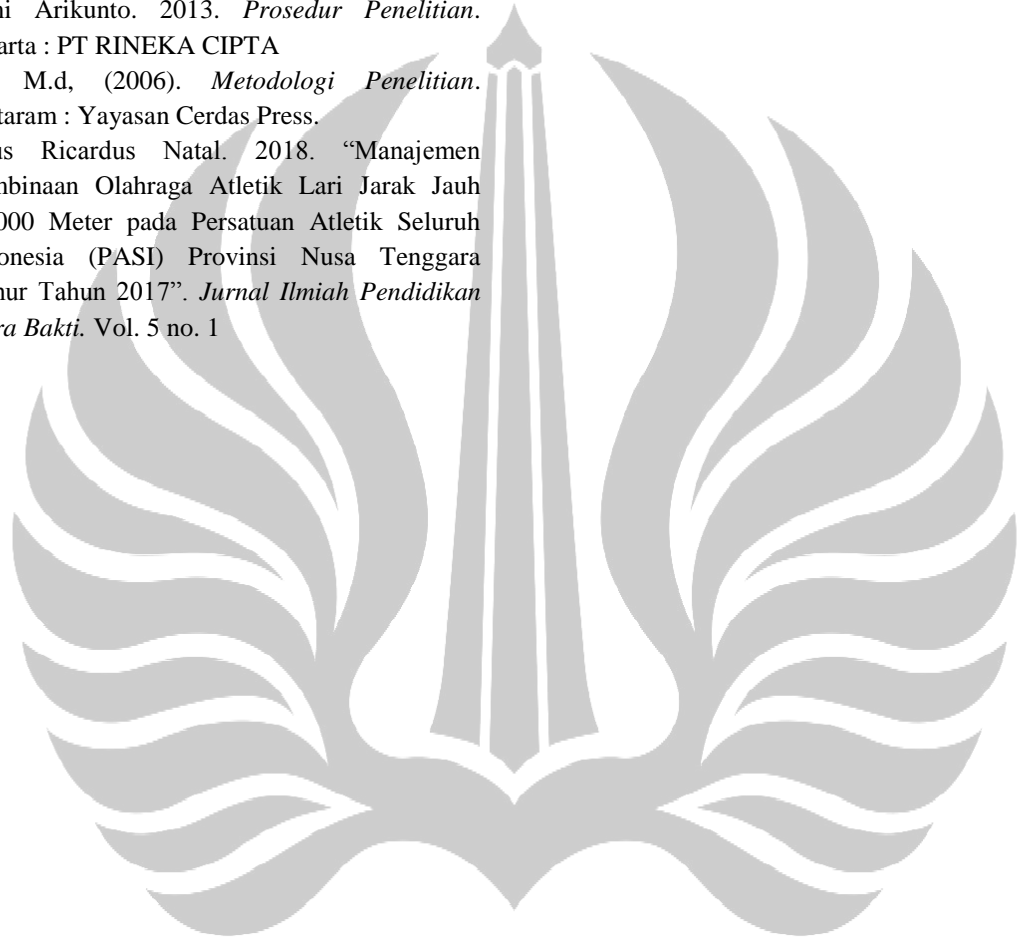 ni Arikunto. 2013. Prosedur Penelitian.
arta : PT RINEKA CIPTA
M.d, (2006). Metodologi Penelitian.
taram : Yayasan Cerdas Press.
us Ricardus Natal. 2018. “Manajemen
mbinaan Olahraga Atletik Lari Jarak Jauh
000 Meter pada Persatuan Atletik Seluruh
onesia (PASI) Provinsi Nusa Tenggara
nur Tahun 2017”. Jurnal Ilmiah Pendidikan
ra Bakti. Vol. 5 no. 1